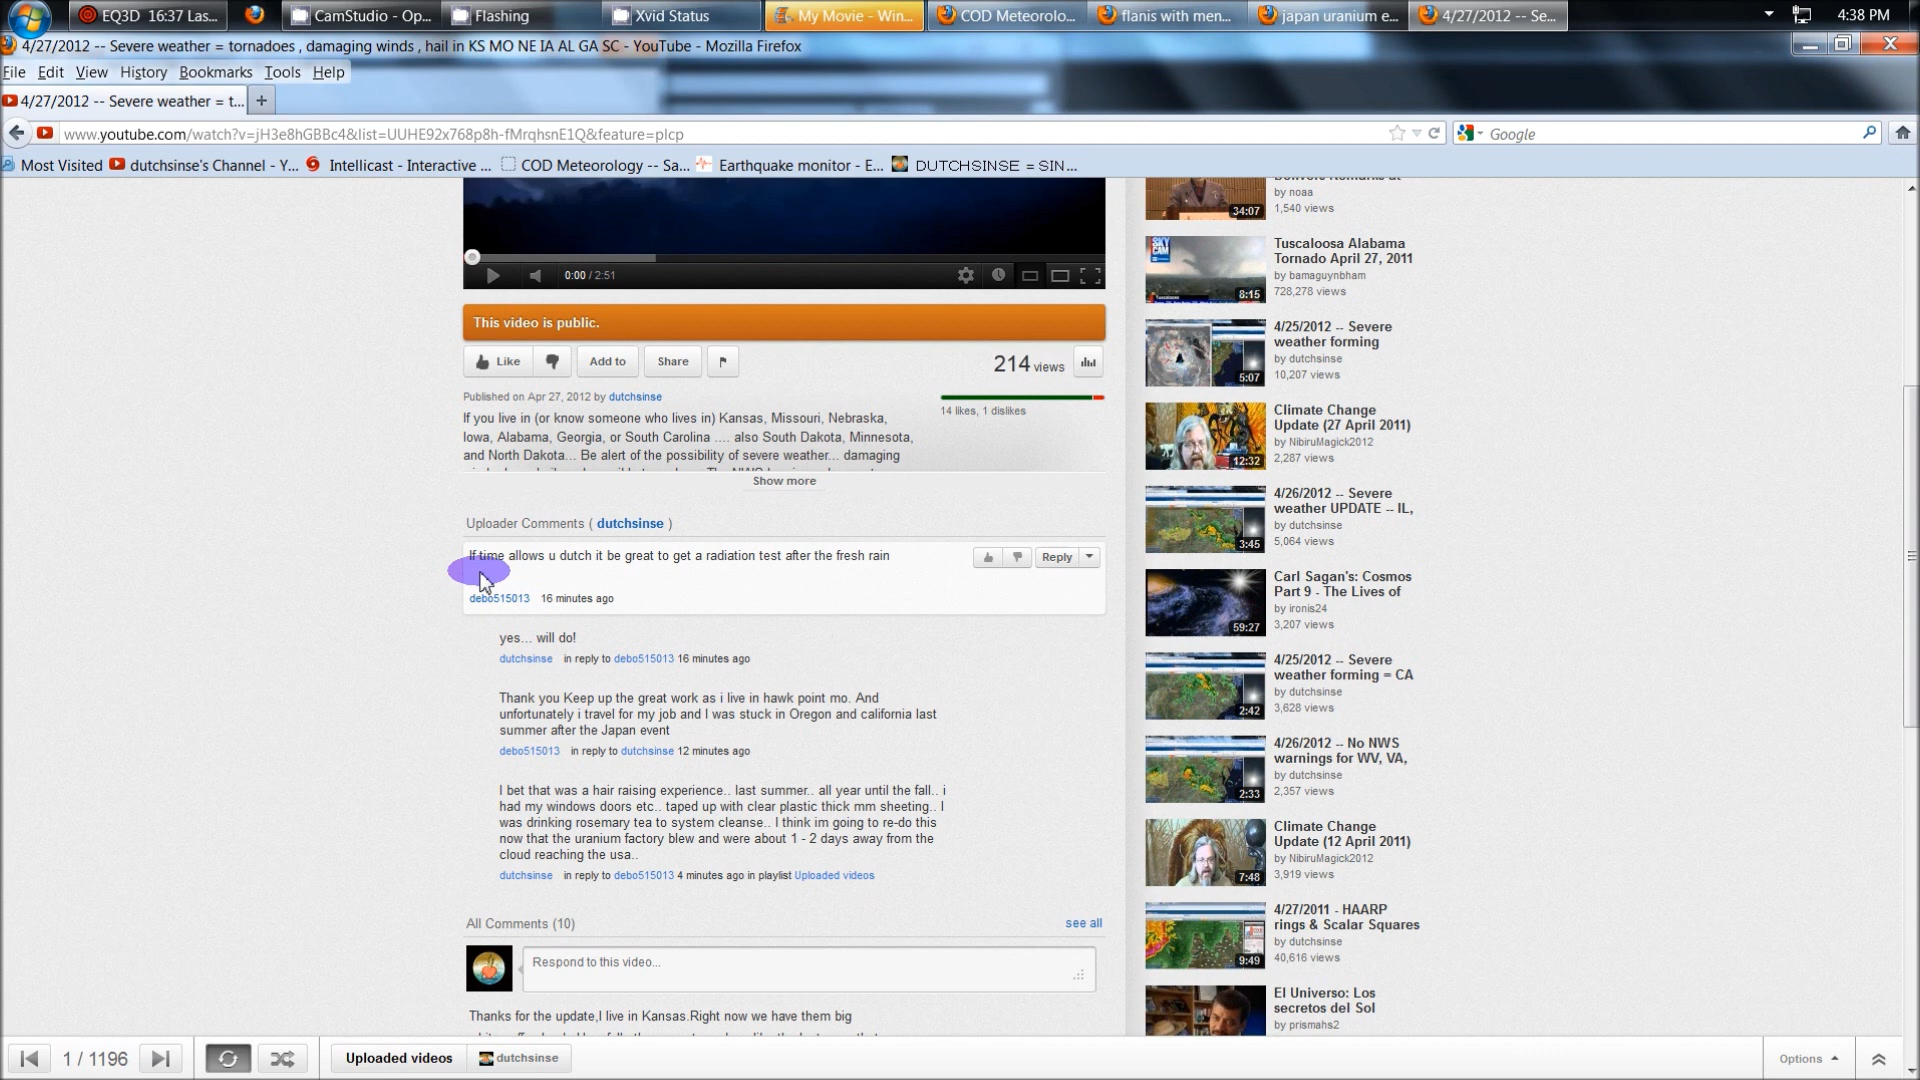 EQ3D 16:37 Las...
CamStudio - Op...
Flashing
Xvid Status
My Movie - Win...
COD Meteorolo...
flanis with men...
japan uranium e...
4/27/2012 -- Se...
4:38 PM
4/27/2012 -- Severe weather = tornadoes , damaging winds , hail in KS MO NE IA AL GA SC - YouTube - Mozilla Firefox
File Edit View History Bookmarks Tools Help
4/27/2012 -- Severe weather = t...
www.youtube.com/watch?v=jH3e8hGBBc4&list=UUHE92x768p8h-fMrqhsnE1Q&feature=plcp
Google
Most Visited
dutchsinse's Channel - Y...
Intellicast - Interactive ...
COD Meteorology -- Sa...
Earthquake monitor - E...
DUTCHSINSE = SIN...
0:00 / 2:51
This video is public.
Like
Add to
Share
214 views
Published on Apr 27, 2012 by dutchsinse
14 likes, 1 dislikes
If you live in (or know someone who lives in) Kansas, Missouri, Nebraska,
Iowa, Alabama, Georgia, or South Carolina .... also South Dakota, Minnesota,
and North Dakota... Be alert of the possibility of severe weather... damaging
Show more
Uploader Comments ( dutchsinse )
If time allows u dutch it be great to get a radiation test after the fresh rain
Reply
debo515013 16 minutes ago
yes... will do!
dutchsinse in reply to debo515013 16 minutes ago
Thank you Keep up the great work as i live in hawk point mo. And
unfortunately i travel for my job and I was stuck in Oregon and california last
summer after the Japan event
debo515013 in reply to dutchsinse 12 minutes ago
I bet that was a hair raising experience.. last summer.. all year until the fall.. i
had my windows doors etc.. taped up with clear plastic thick mm sheeting.. I
was drinking rosemary tea to system cleanse.. I think im going to re-do this
now that the uranium factory blew and were about 1 - 2 days away from the
cloud reaching the usa..
dutchsinse in reply to debo515013 4 minutes ago in playlist Uploaded videos
All Comments (10)
see all
Respond to this video...
Thanks for the update,I live in Kansas.Right now we have them big
34:07
by noaa
1,540 views
SKY CAM
8:15
Tuscaloosa Alabama
Tornado April 27, 2011
by bamaguynbham
728,278 views
5:07
4/25/2012 -- Severe
weather forming
by dutchsinse
10,207 views
12:32
Climate Change
Update (27 April 2011)
by NibiruMagick2012
2,287 views
3:45
4/26/2012 -- Severe
weather UPDATE -- IL,
by dutchsinse
5,064 views
59:27
Carl Sagan's: Cosmos
Part 9 - The Lives of
by ironis24
3,207 views
2:42
4/25/2012 -- Severe
weather forming = CA
by dutchsinse
3,628 views
2:33
4/26/2012 -- No NWS
warnings for WV, VA,
by dutchsinse
2,357 views
7:48
Climate Change
Update (12 April 2011)
by NibiruMagick2012
3,919 views
9:49
4/27/2011 - HAARP
rings & Scalar Squares
by dutchsinse
40,616 views
El Universo: Los
secretos del Sol
by prismahs2
1 / 1196
Uploaded videos
dutchsinse
Options